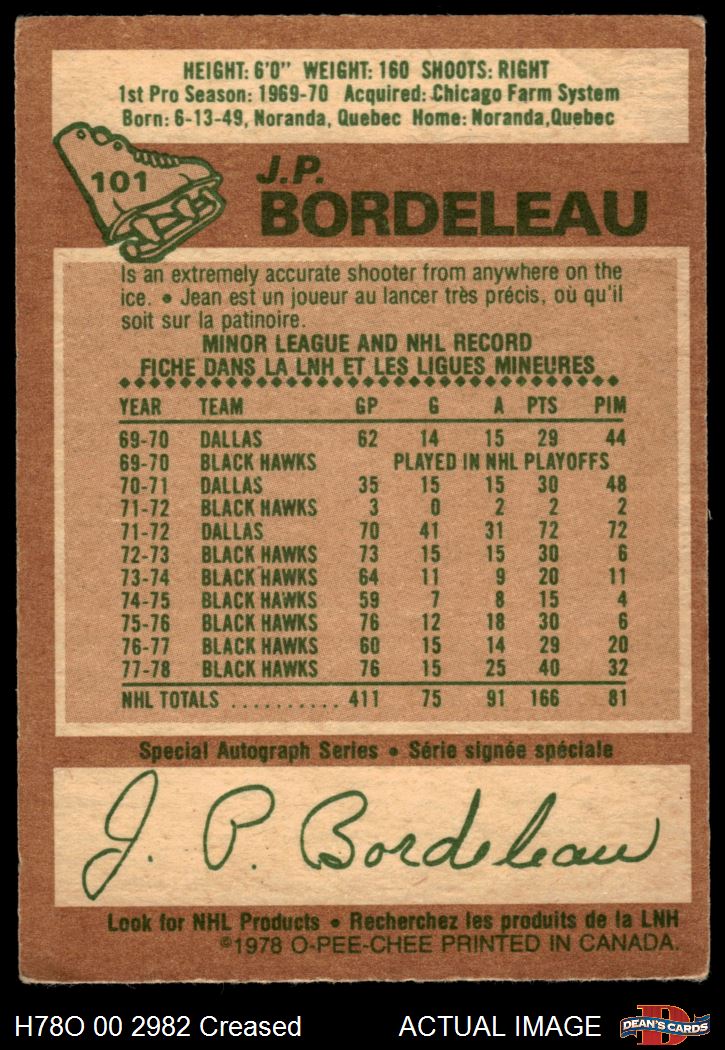 HEIGHT: 6'0" WEIGHT: 160 SHOOTS: RIGHT
1st Pro Season: 1969-70 Acquired: Chicago Farm System
Born: 6-13-49, Noranda, Quebec Home: Noranda, Quebec
101
J.P.
BORDELEAU
Is an extremely accurate shooter from anywhere on the
ice. • Jean est un joueur au lancer très précis, où qu'il
soit sur la patinoire.
MINOR LEAGUE AND NHL RECORD
FICHE DANS LA LNH ET LES LIGUES MINEURES
YEAR TEAM GP G A PTS PIM
69-70 DALLAS 62 14 15 29 44
69-70 BLACK HAWKS PLAYED IN NHL PLAYOFFS
70-71 DALLAS 35 15 15 30 48
71-72 BLACK HAWKS 3 0 2 2 2
71-72 DALLAS 70 41 31 72 72
72-73 BLACK HAWKS 73 15 15 30 6
73-74 BLACK HAWKS 64 11 9 20 11
74-75 BLACK HAWKS 59 7 8 15 4
75-76 BLACK HAWKS 76 12 18 30 6
76-77 BLACK HAWKS 60 15 14 29 20
77-78 BLACK HAWKS 76 15 25 40 32
NHL TOTALS .......... 411 75 91 166 81
Special Autograph Series • Série signée spéciale
J. P. Bordeleau
Look for NHL Products • Recherchez les produits de la LNH
©1978 O-PEE-CHEE PRINTED IN CANADA.
H78O 00 2982 Creased ACTUAL IMAGE
D
DEAN'S CARDS